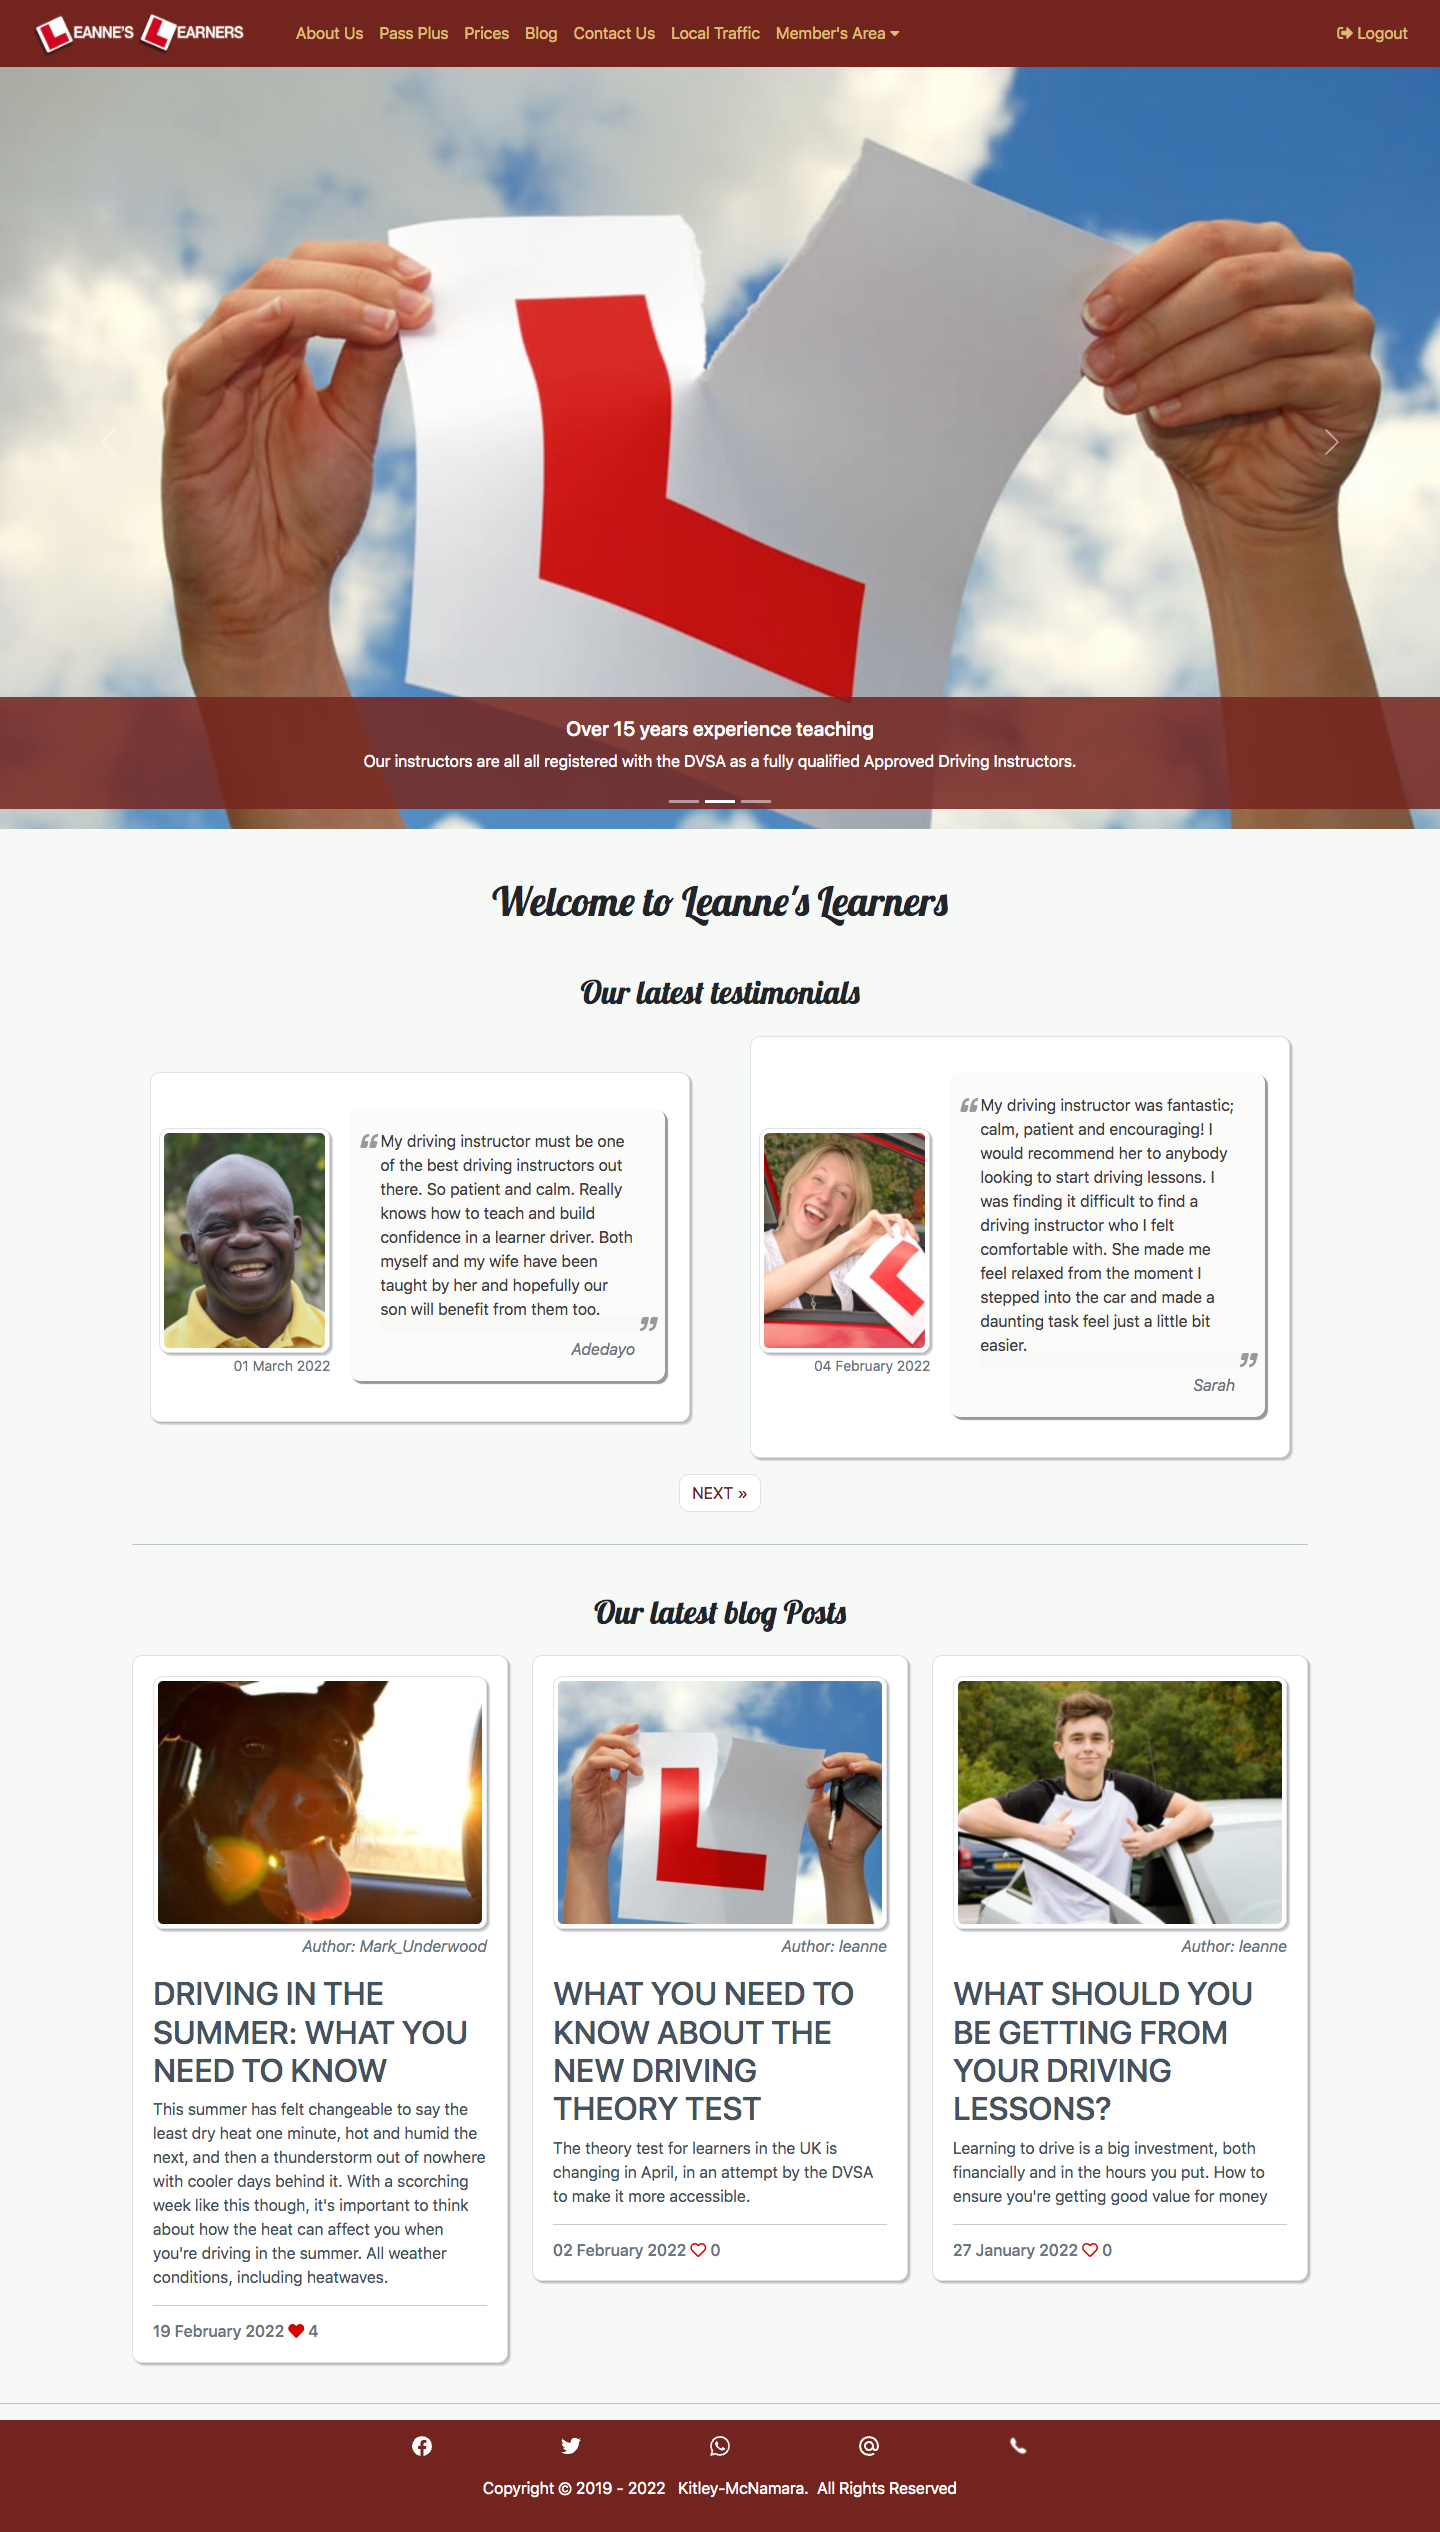 LEANNE'S LEARNERS About Us Pass Plus Prices Blog Contact Us Local Traffic Member's Area Logout
Over 15 years experience teaching
Our instructors are all all registered with the DVSA as a fully qualified Approved Driving Instructors.
Welcome to Leanne's Learners
Our latest testimonials
My driving instructor must be one
of the best driving instructors out
there. So patient and calm. Really
knows how to teach and build
confidence in a learner driver. Both
myself and my wife have been
taught by her and hopefully our
son will benefit from them too.
Adedayo
01 March 2022
My driving instructor was fantastic;
calm, patient and encouraging! I
would recommend her to anybody
looking to start driving lessons. I
was finding it difficult to find a
driving instructor who I felt
comfortable with. She made me
feel relaxed from the moment I
stepped into the car and made a
daunting task feel just a little bit
easier.
Sarah
04 February 2022
NEXT »
Our latest blog Posts
Author: Mark_Underwood
DRIVING IN THE
SUMMER: WHAT YOU
NEED TO KNOW
This summer has felt changeable to say the
least dry heat one minute, hot and humid the
next, and then a thunderstorm out of nowhere
with cooler days behind it. With a scorching
week like this though, it's important to think
about how the heat can affect you when
you're driving in the summer. All weather
conditions, including heatwaves.
19 February 2022 4
Author: leanne
WHAT YOU NEED TO
KNOW ABOUT THE
NEW DRIVING
THEORY TEST
The theory test for learners in the UK is
changing in April, in an attempt by the DVSA
to make it more accessible.
02 February 2022 0
Author: leanne
WHAT SHOULD YOU
BE GETTING FROM
YOUR DRIVING
LESSONS?
Learning to drive is a big investment, both
financially and in the hours you put. How to
ensure you're getting good value for money
27 January 2022 0
Copyright © 2019 - 2022 Kitley-McNamara. All Rights Reserved